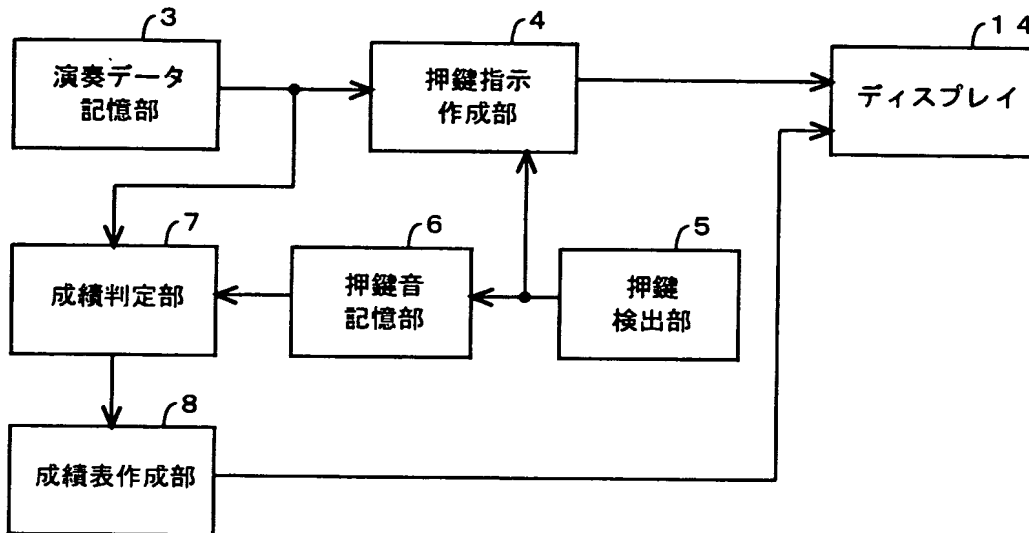 3
演奏データ
記憶部
4
押鍵指示
作成部
14
ディスプレイ
7
成績判定部
6
押鍵音
記憶部
5
押鍵
検出部
8
成績表作成部